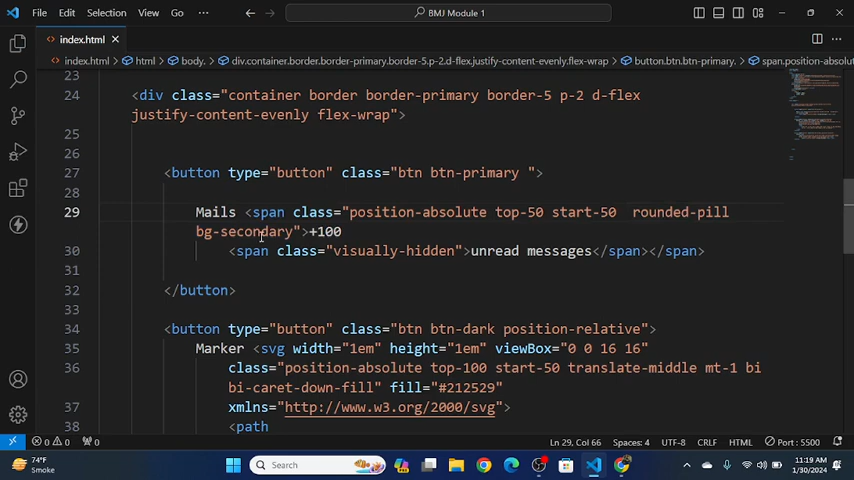 File Edit Selection View Go ··· BMJ Module 1
index.html
index.html > html > body. > div.container.border.border-primary.border-5.p-2.d-flex.justify-content-evenly.flex-wrap > button.btn.btn-primary. > span.position-absolu
23
24 <div class="container border border-primary border-5 p-2 d-flex
justify-content-evenly flex-wrap">
25
26
27 <button type="button" class="btn btn-primary ">
28
29 Mails <span class="position-absolute top-50 start-50  rounded-pill
bg-secondary">+100
30 <span class="visually-hidden">unread messages</span></span>
31
32 </button>
33
34 <button type="button" class="btn btn-dark position-relative">
35 Marker <svg width="1em" height="1em" viewBox="0 0 16 16"
36 class="position-absolute top-100 start-50 translate-middle mt-1 bi
bi-caret-down-fill" fill="#212529"
37 xmlns="http://www.w3.org/2000/svg">
38 <path
0 0 0 Ln 29, Col 66 Spaces: 4 UTF-8 CRLF HTML Port : 5500
74°F
Smoke
Search
11:19 AM
1/30/2024